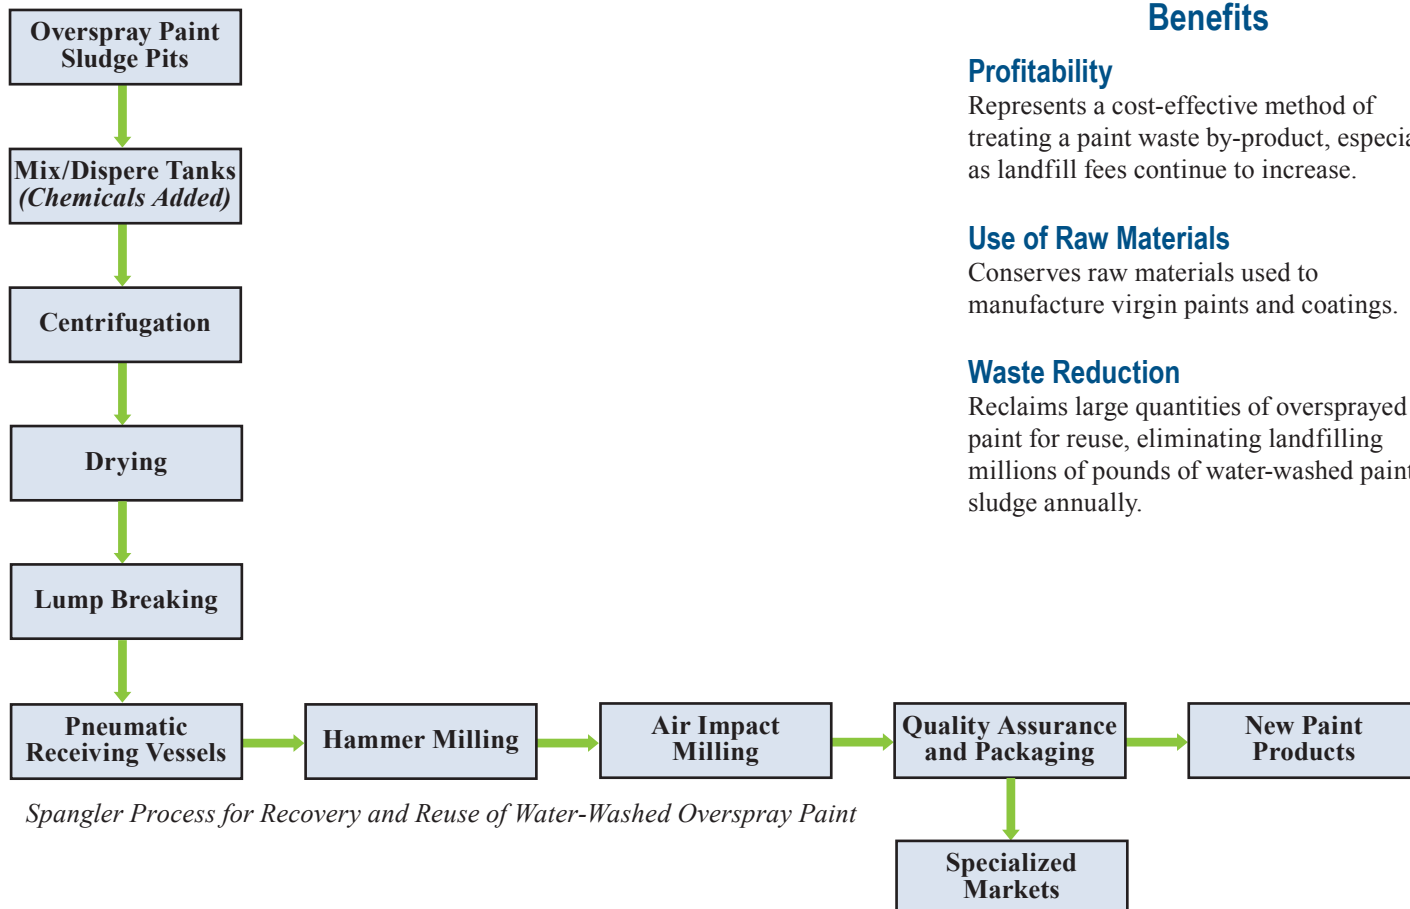 Overspray Paint
Sludge Pits
Mix/Dispere Tanks
(Chemicals Added)
Centrifugation
Drying
Lump Breaking
Pneumatic
Receiving Vessels
Hammer Milling
Air Impact
Milling
Quality Assurance
and Packaging
New Paint
Products
Specialized
Markets
Spangler Process for Recovery and Reuse of Water-Washed Overspray Paint
Benefits
Profitability
Represents a cost-effective method of
treating a paint waste by-product, especia
as landfill fees continue to increase.
Use of Raw Materials
Conserves raw materials used to
manufacture virgin paints and coatings.
Waste Reduction
Reclaims large quantities of oversprayed
paint for reuse, eliminating landfilling
millions of pounds of water-washed paint
sludge annually.